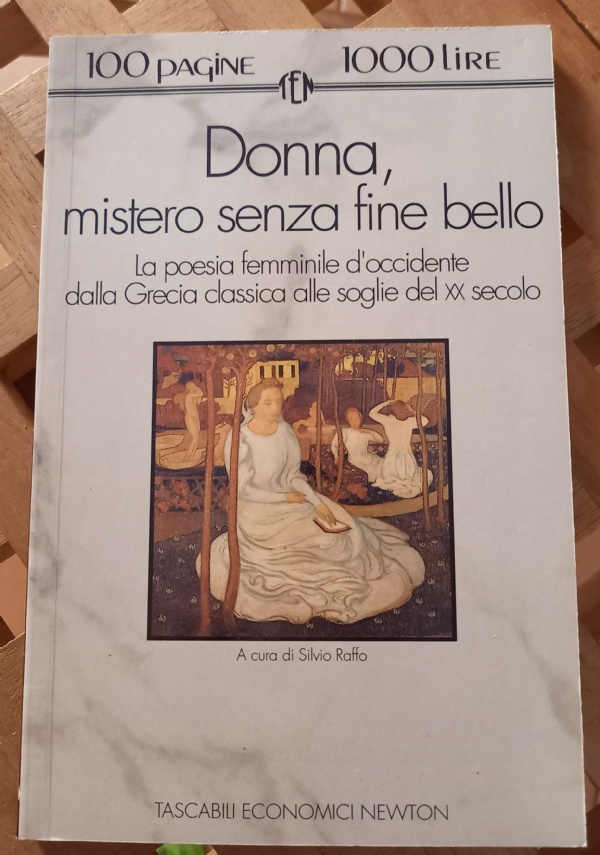 100 PAGINE 1000 LIRE
TEN
Donna,
mistero senza fine bello
La poesia femminile d'occidente
dalla Grecia classica alle soglie del XX secolo
A cura di Silvio Raffo
TASCABILI ECONOMICI NEWTON